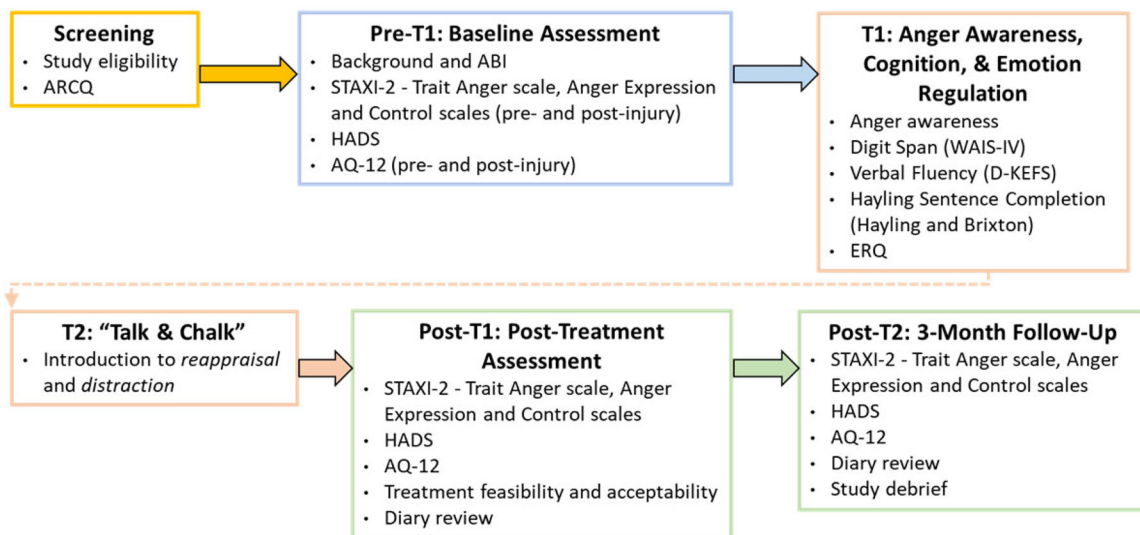 Screening
• Study eligibility
• ARCQ
Pre-T1: Baseline Assessment
• Background and ABI
• STAXI-2 - Trait Anger scale, Anger Expression
and Control scales (pre- and post-injury)
• HADS
• AQ-12 (pre- and post-injury)
T1: Anger Awareness,
Cognition, & Emotion
Regulation
• Anger awareness
• Digit Span (WAIS-IV)
• Verbal Fluency (D-KEFS)
• Hayling Sentence Completion
(Hayling and Brixton)
• ERQ
T2: “Talk & Chalk”
• Introduction to reappraisal
and distraction
Post-T1: Post-Treatment
Assessment
• STAXI-2 - Trait Anger scale, Anger
Expression and Control scales
• HADS
• AQ-12
• Treatment feasibility and acceptability
• Diary review
Post-T2: 3-Month Follow-Up
• STAXI-2 - Trait Anger scale, Anger
Expression and Control scales
• HADS
• AQ-12
• Diary review
• Study debrief